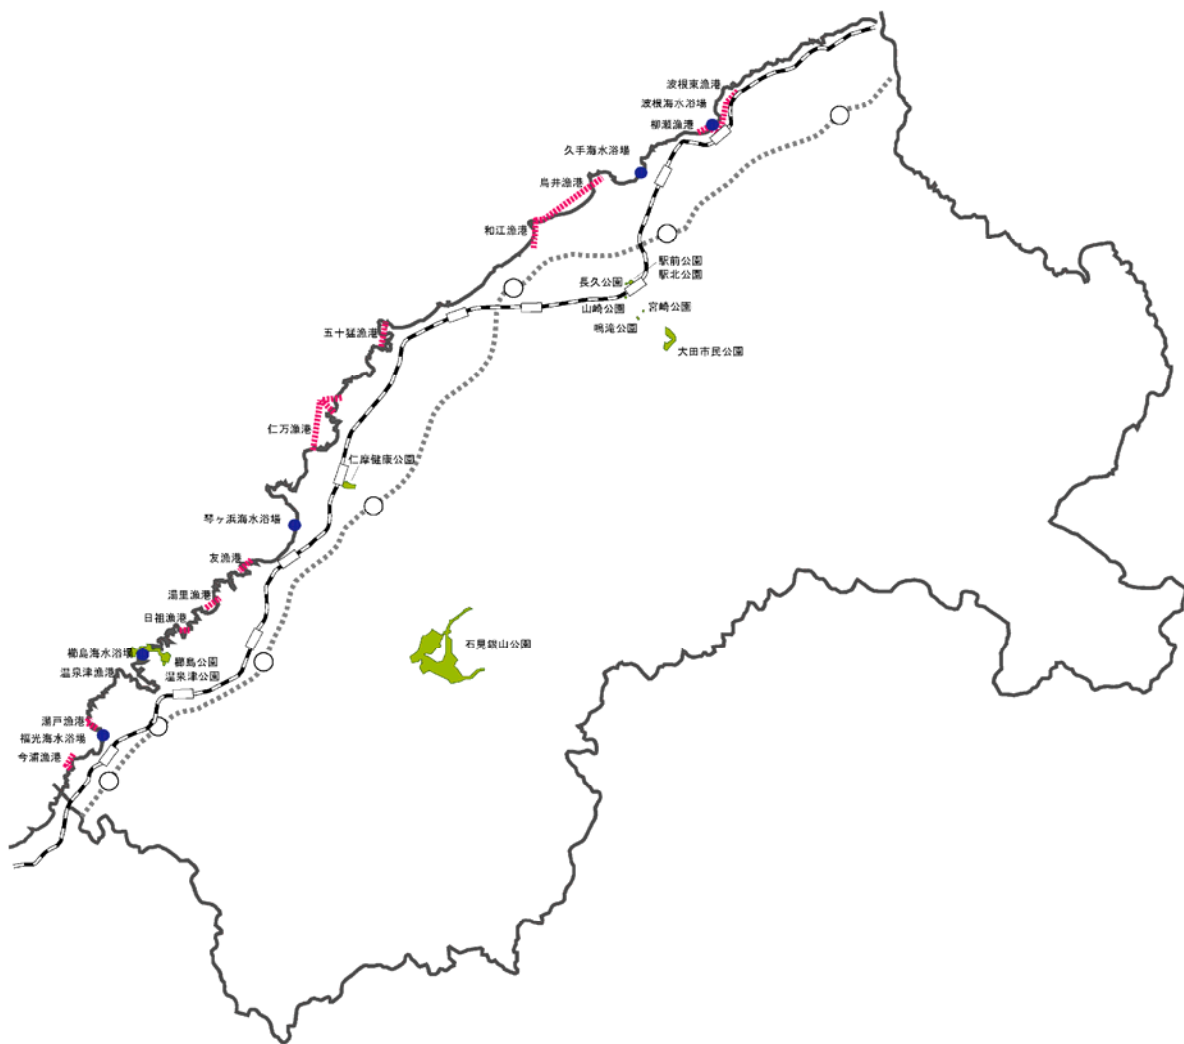 波根東漁港
波根海水浴場
柳瀬漁港
久手海水浴場
鳥井漁港
和江漁港
駅前公園
駅北公園
長久公園
山崎公園
宮崎公園
鳴滝公園
大田市民公園
五十猛漁港
仁万漁港
仁摩健康公園
琴ヶ浜海水浴場
友漁港
湯里漁港
日祖漁港
櫛島海水浴場
櫛島公園
温泉津漁港
温泉津公園
石見銀山公園
瀬戸漁港
福光海水浴場
今浦漁港